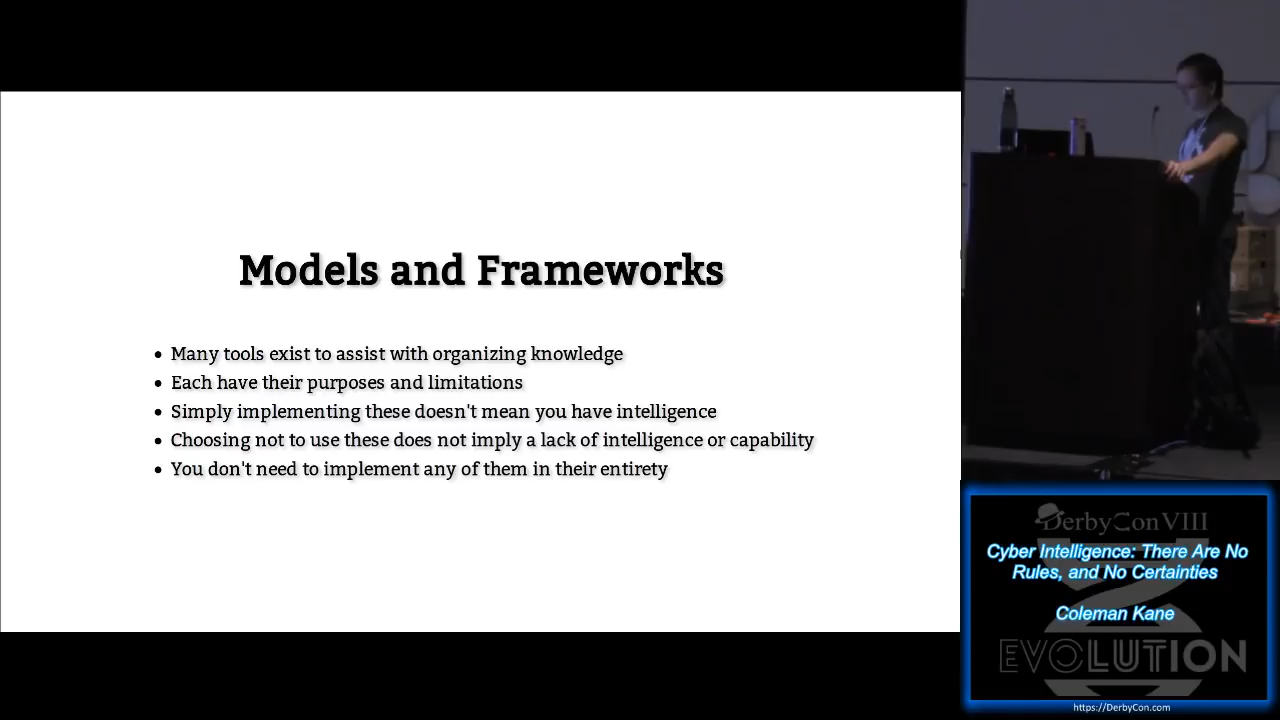 Models and Frameworks
Many tools exist to assist with organizing knowledge
Each have their purposes and limitations
Simply implementing these doesn't mean you have intelligence
Choosing not to use these does not imply a lack of intelligence or capability
You don't need to implement any of them in their entirety
DerbyCon VIII
Cyber Intelligence: There Are No
Rules, and No Certainties
Coleman Kane
EVOLUTION
https://DerbyCon.com